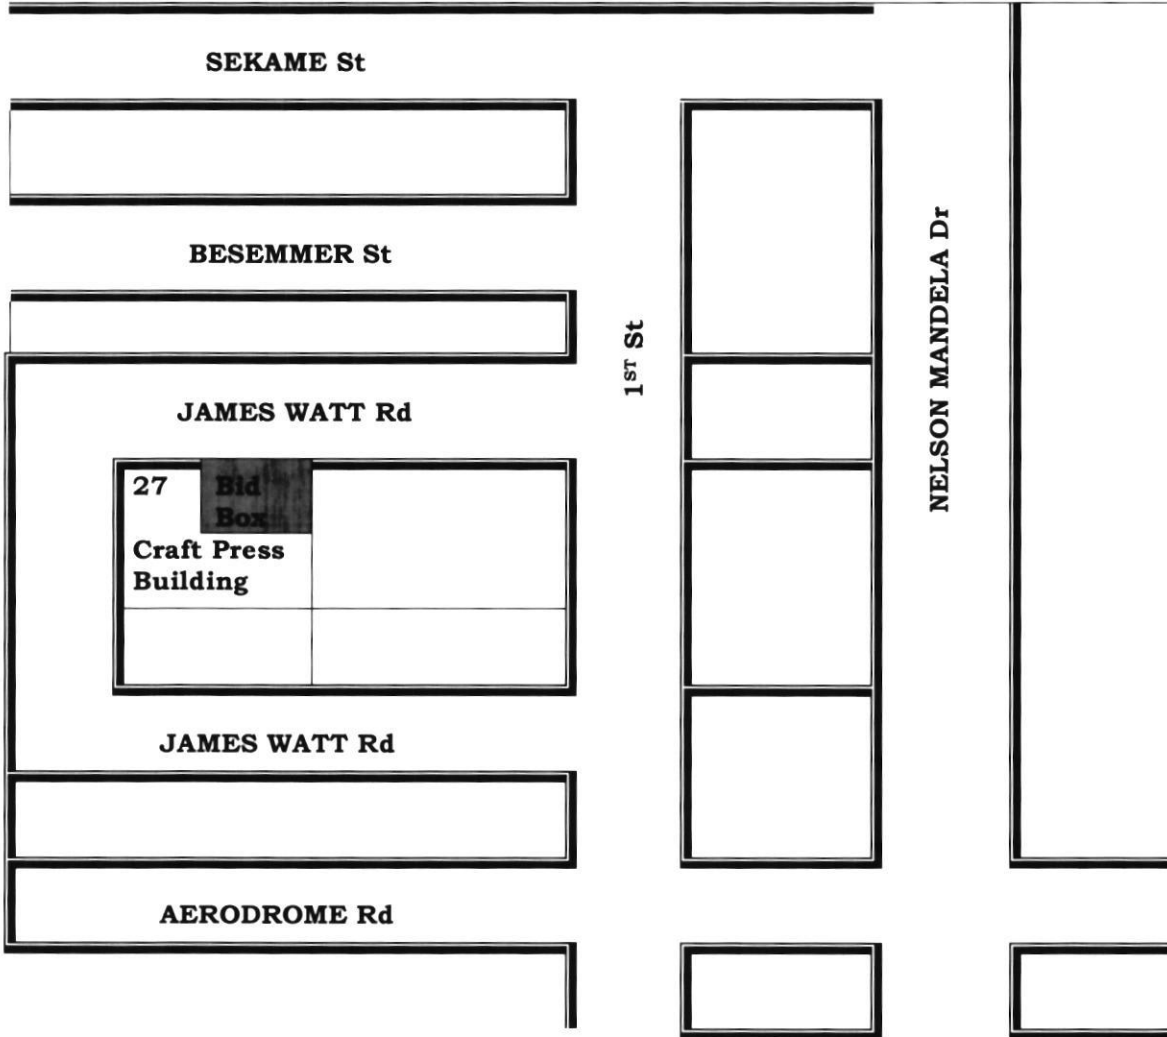 SEKAME St
BESEMMER St
1ST St
NELSON MANDELA Dr
JAMES WATT Rd
27
Bid
Box
Craft Press
Building
JAMES WATT Rd
AERODROME Rd